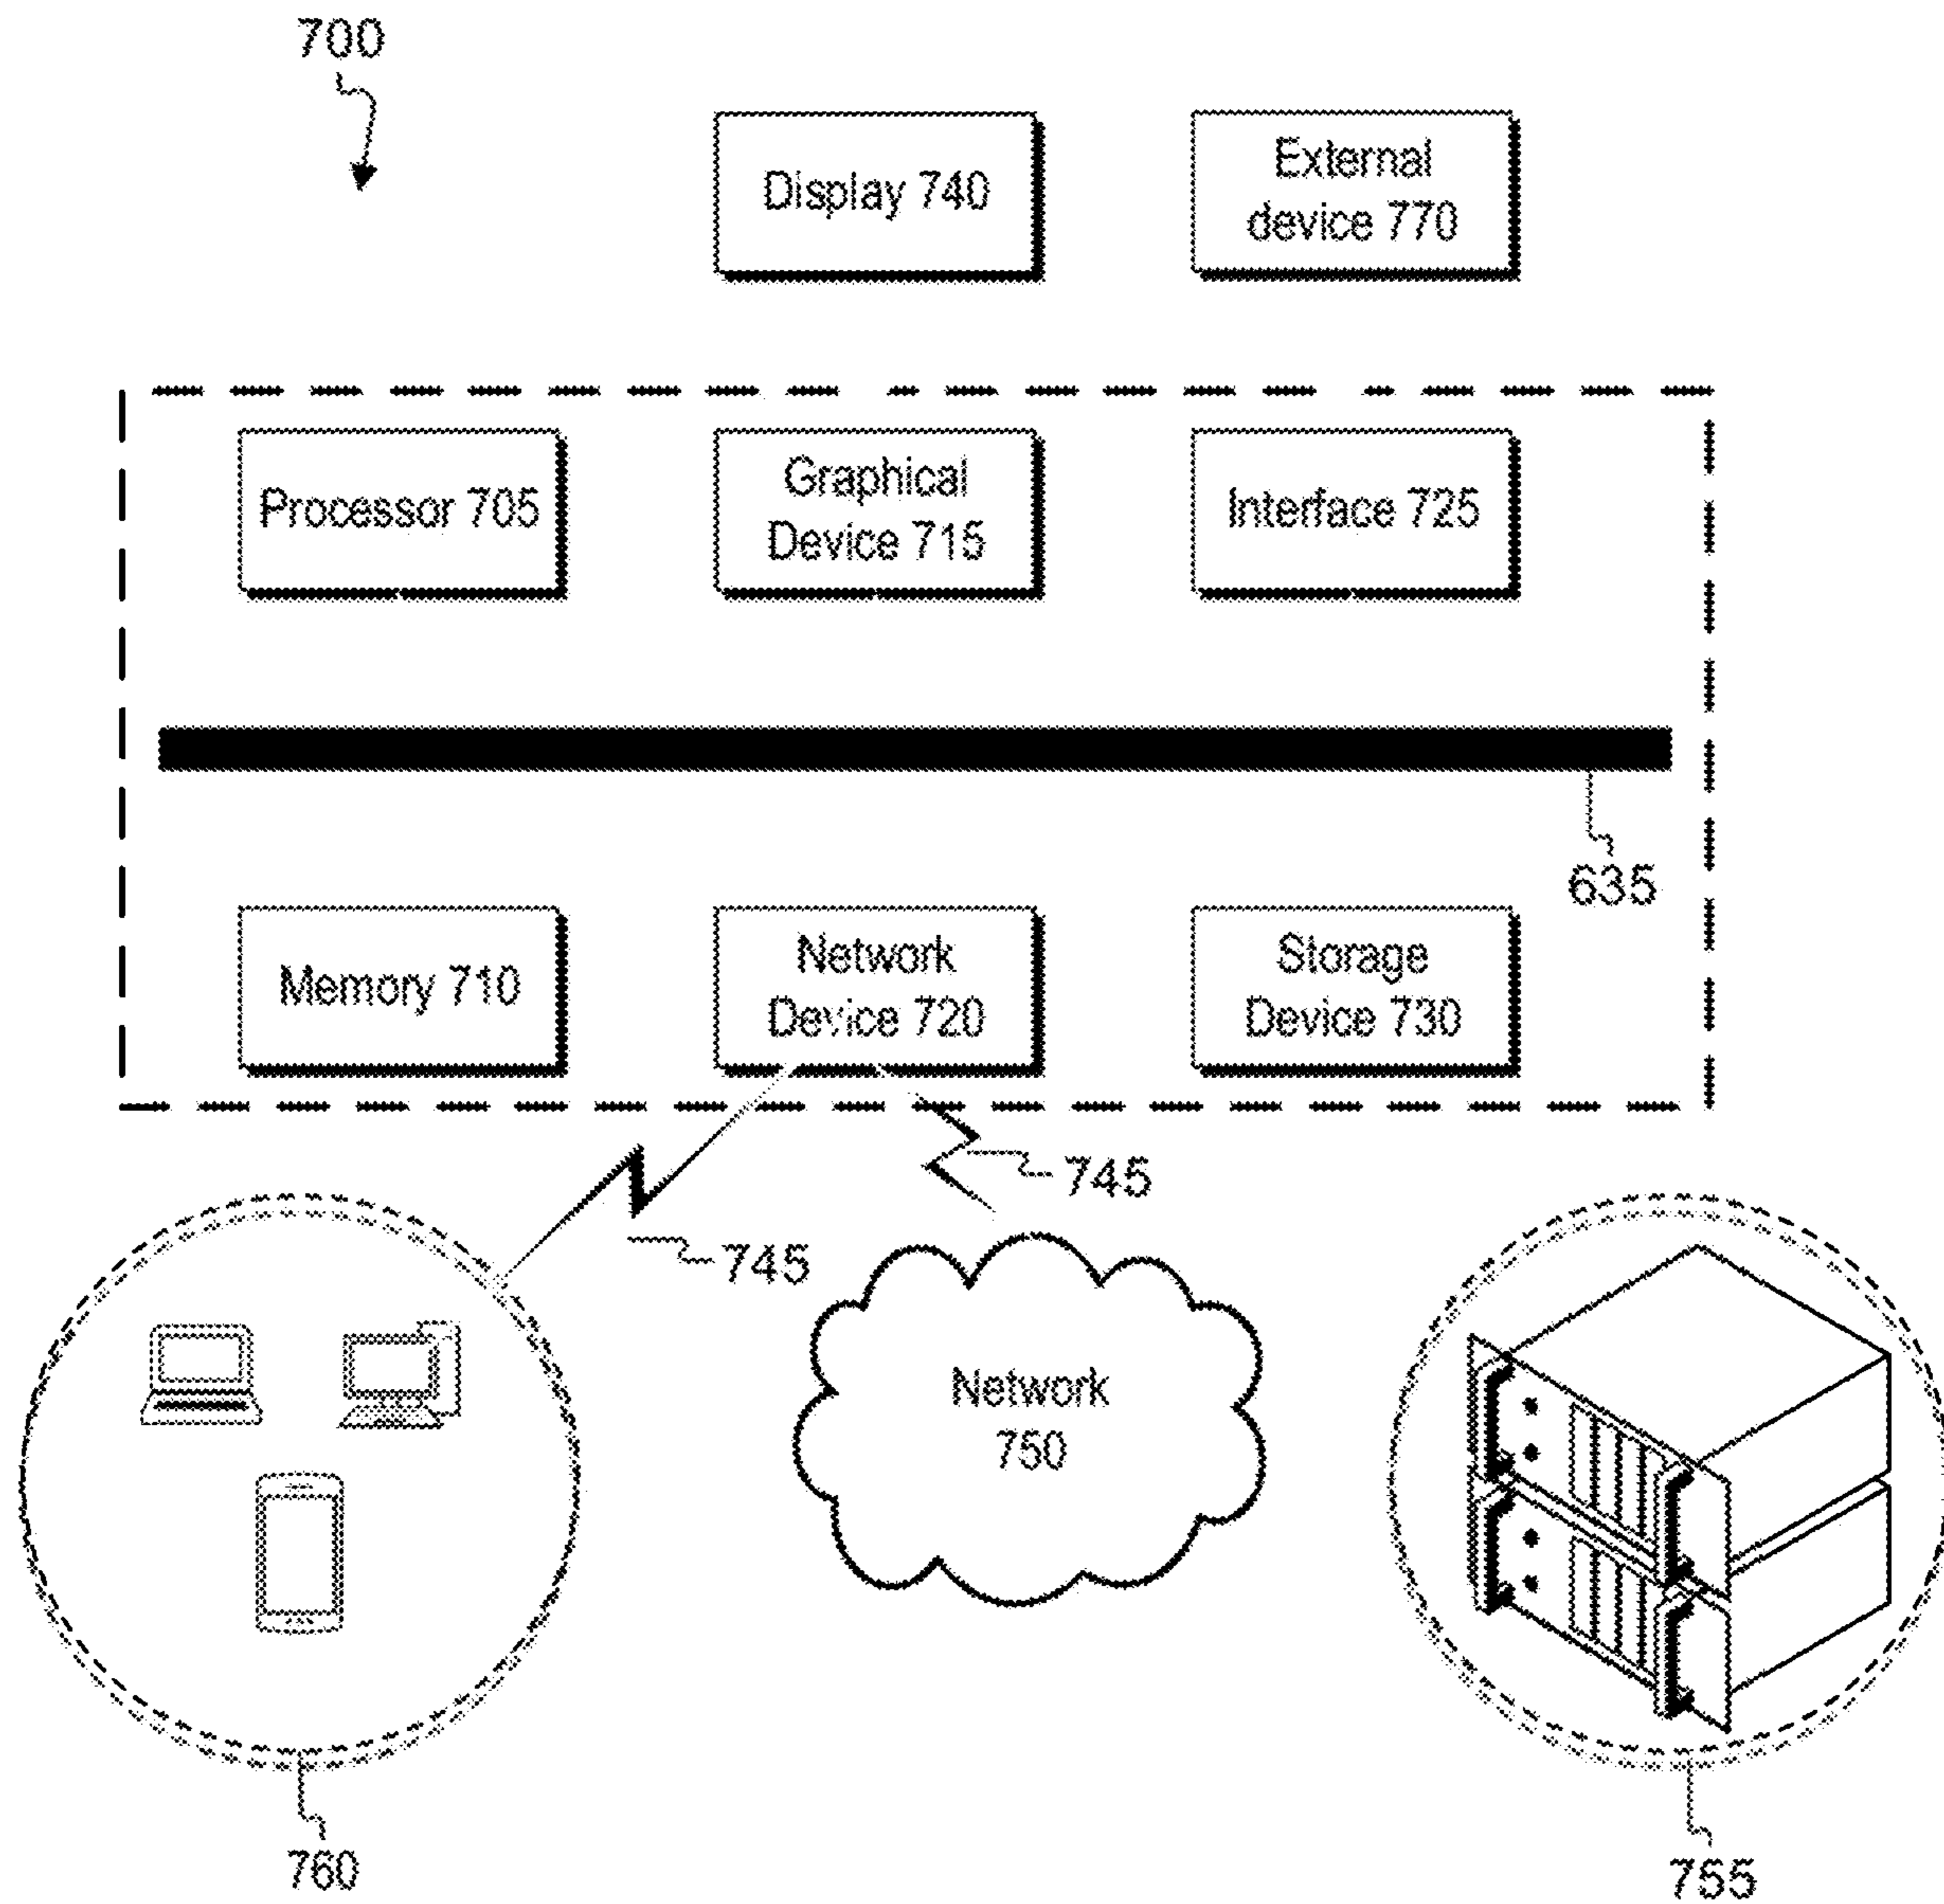 700
Display 740
External
device 770
Processor 705
Graphical
Device 715
Interface 725
635
Memory 710
Network
Device 720
Storage
Device 730
745
745
Network
750
760
755